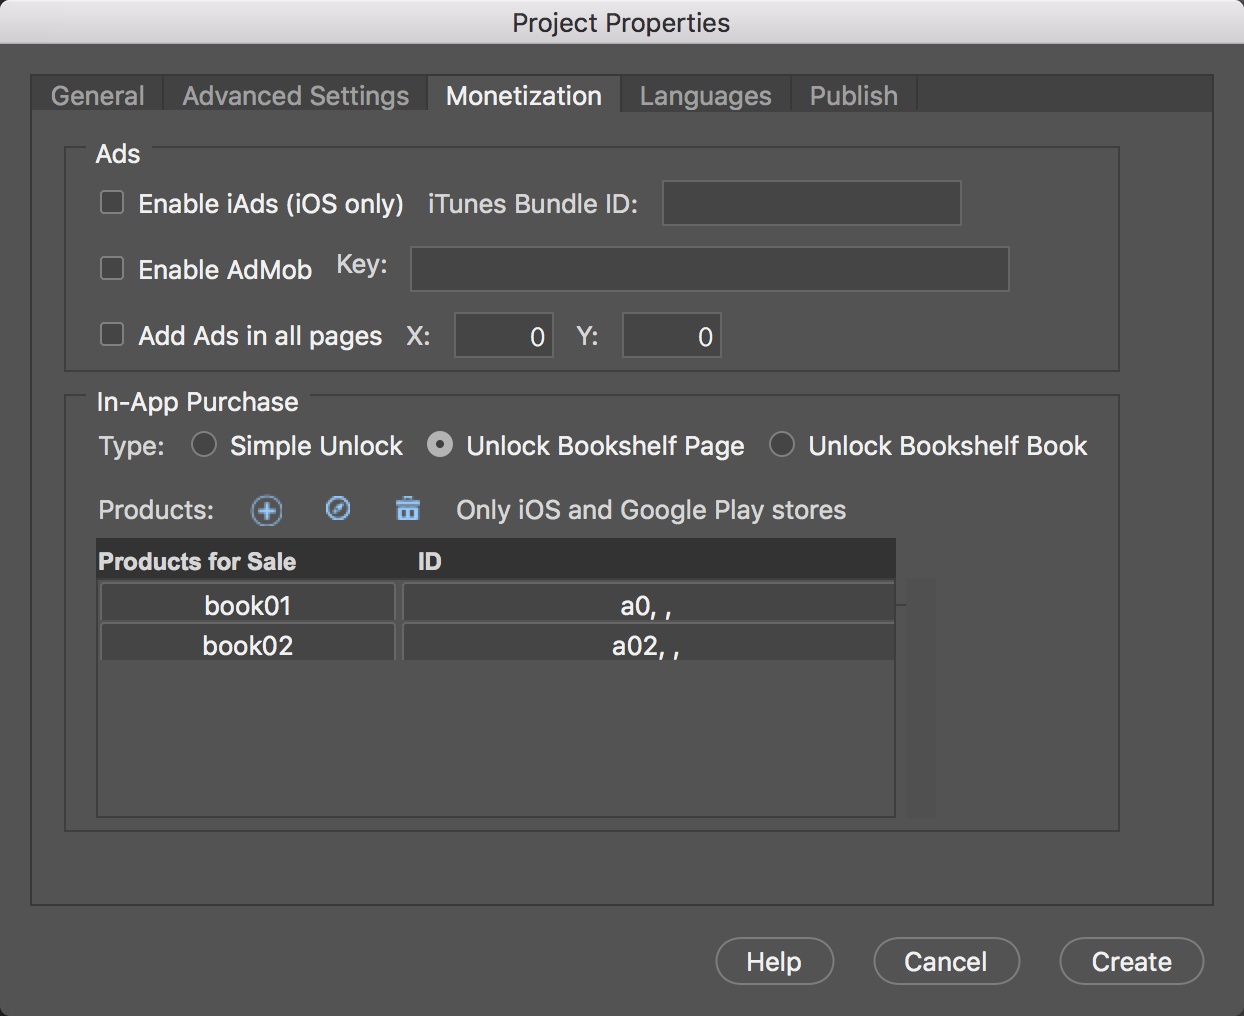 Project Properties
General Advanced Settings Monetization Languages Publish
Ads
Enable iAds (iOS only) iTunes Bundle ID:
Enable AdMob Key:
Add Ads in all pages X: 0 Y: 0
In-App Purchase
Type: Simple Unlock Unlock Bookshelf Page Unlock Bookshelf Book
Products: Only iOS and Google Play stores
Products for Sale ID
book01 a0, ,
book02 a02, ,
Help Cancel Create